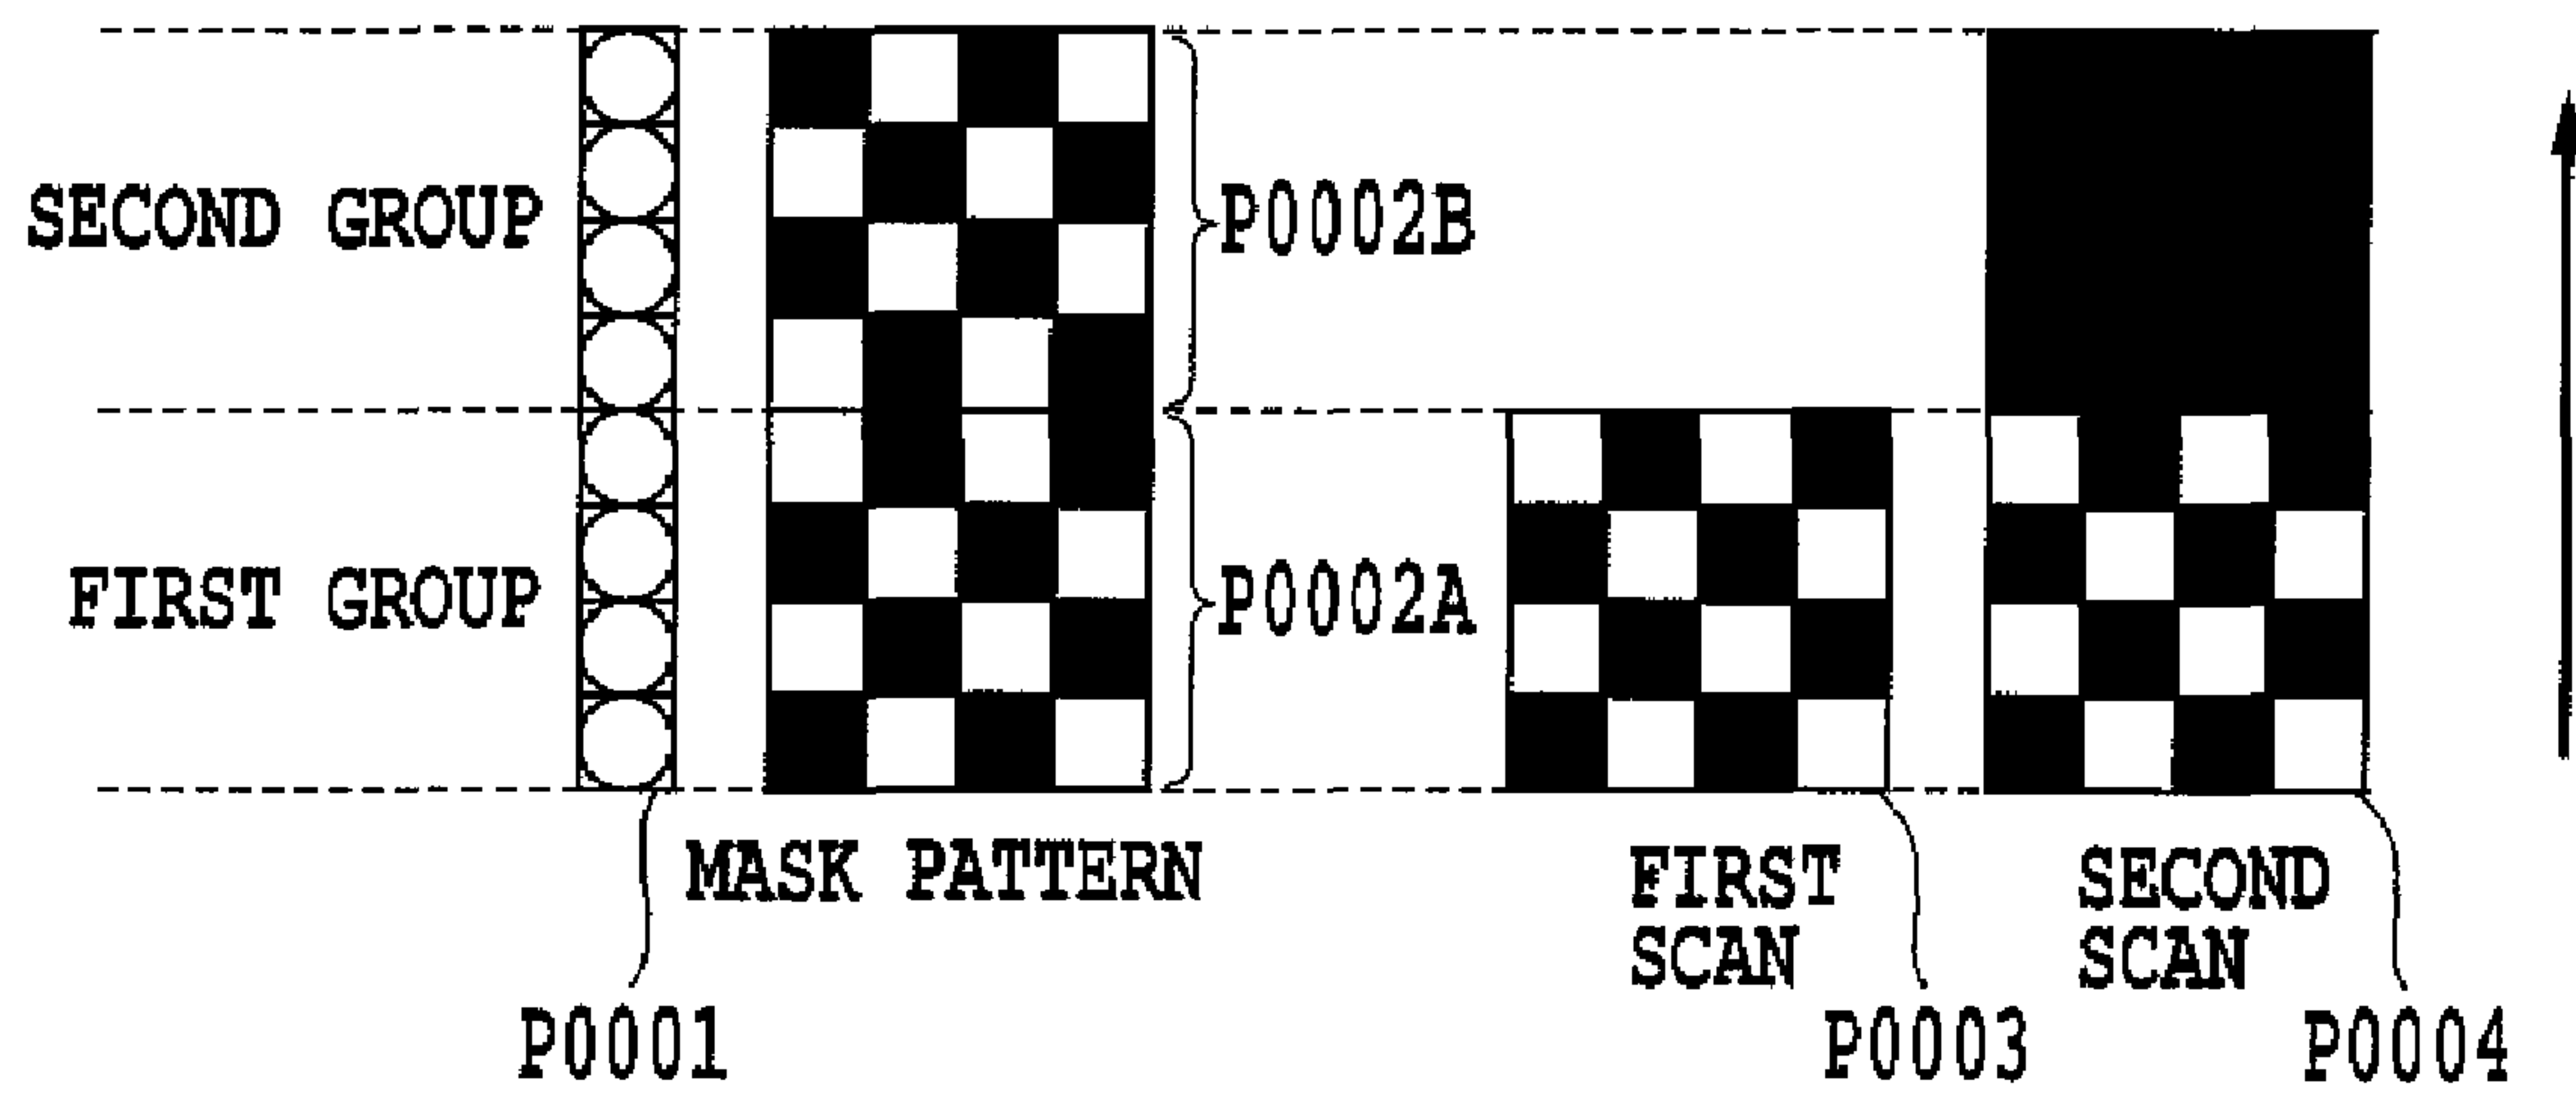 SECOND GROUP
P0002B
FIRST GROUP
P0002A
MASK PATTERN
FIRST
SCAN
SECOND
SCAN
P0001
P0003
P0004